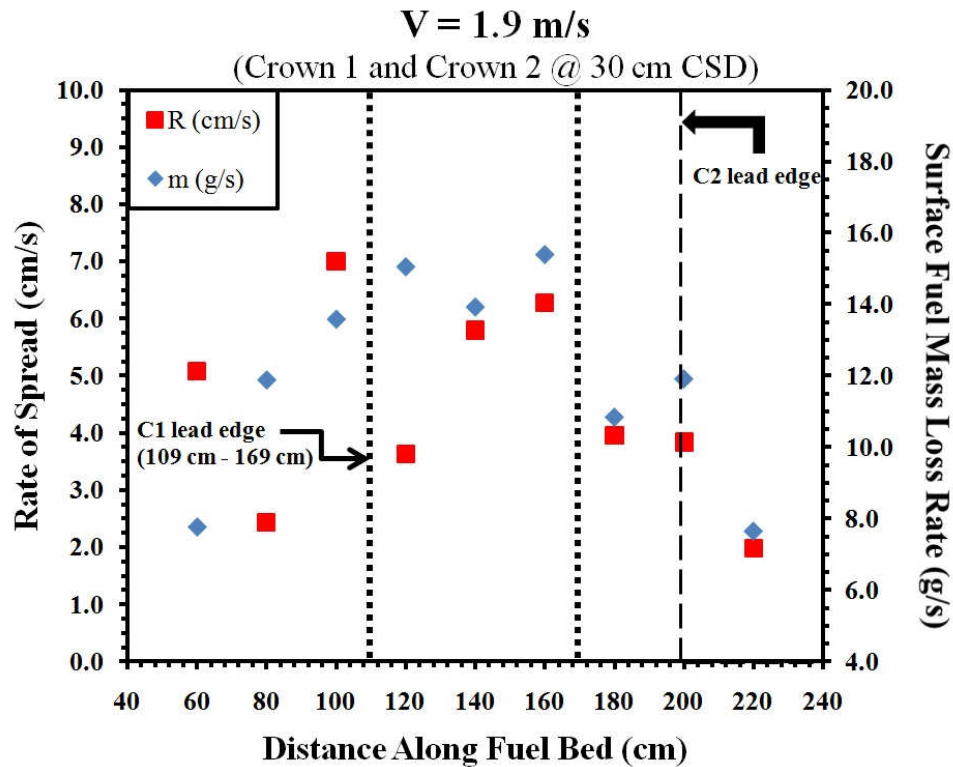 V = 1.9 m/s
(Crown 1 and Crown 2 @ 30 cm CSD)
R (cm/s)
m (g/s)
C2 lead edge
C1 lead edge
(109 cm - 169 cm)
Rate of Spread (cm/s)
10.0
9.0
8.0
7.0
6.0
5.0
4.0
3.0
2.0
1.0
0.0
20.0
18.0
16.0
14.0
12.0
10.0
8.0
6.0
4.0
Surface Fuel Mass Loss Rate (g/s)
40 60 80 100 120 140 160 180 200 220 240
Distance Along Fuel Bed (cm)